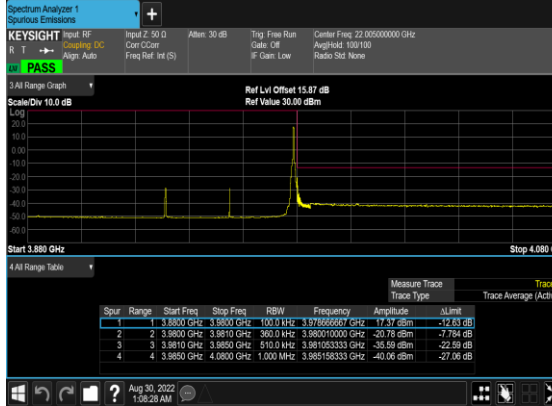 Spectrum Analyzer 1
Spurious Emissions
+
KEYSIGHT Input: RF Input Z: 50 Ω Atten: 30 dB Trig: Free Run Center Freq: 22.005000000 GHz
R T Coupling: DC Corr CCorr Gate: Off Avg|Hold: 100/100
Align: Auto Freq Ref: Int (S) IF Gain: Low Radio Std: None
PASS
3 All Range Graph
Ref Lvl Offset 15.87 dB
Scale/Div 10.0 dB Ref Value 30.00 dBm
Log
20.0
10.0
0.00
-10.0
-20.0
-30.0
-40.0
-50.0
-60.0
Start 3.880 GHz Stop 4.080
4 All Range Table
Measure Trace Trac
Trace Type Trace Average (Acti
Spur Range Start Freq Stop Freq RBW Frequency Amplitude ΔLimit
1 1 3.8800 GHz 3.9800 GHz 100.0 kHz 3.978666667 GHz 17.37 dBm -12.63 dB
2 2 3.9800 GHz 3.9810 GHz 360.0 kHz 3.980010000 GHz -20.78 dBm -7.784 dB
3 3 3.9810 GHz 3.9850 GHz 510.0 kHz 3.981053333 GHz -35.59 dBm -22.59 dB
4 4 3.9850 GHz 4.0800 GHz 1.000 MHz 3.985158333 GHz -40.06 dBm -27.06 dB
? Aug 30, 2022
1:08:28 AM